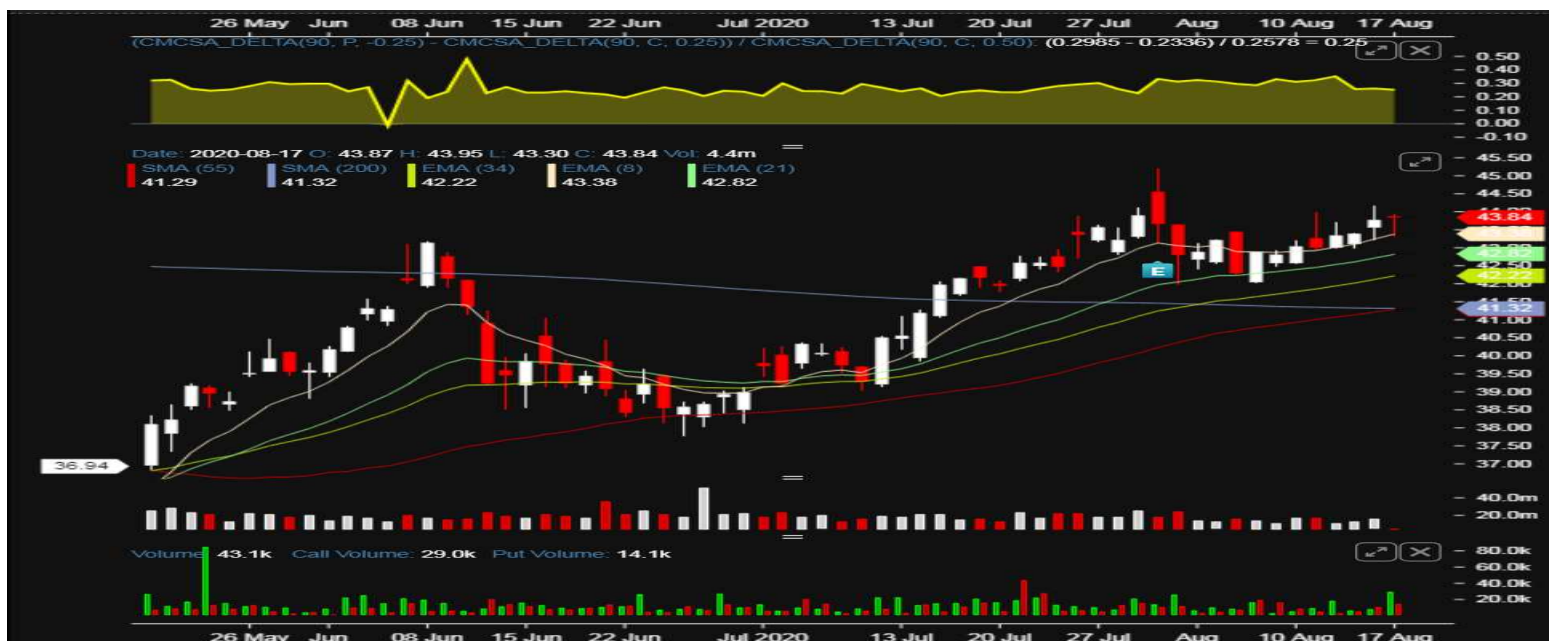 26 May Jun 08 Jun 15 Jun 22 Jun Jul 2020 13 Jul 20 Jul 27 Jul Aug 10 Aug 17 Aug
(CMCSA_DELTA(90, P, -0.25) - CMCSA_DELTA(90, C, 0.25)) / CMCSA_DELTA(90, C, 0.50): (0.2985 - 0.2336) / 0.2578 = 0.25
0.50
0.40
0.30
0.20
0.10
0.00
-0.10
Date: 2020-08-17 O: 43.87 H: 43.95 L: 43.30 C: 43.84 Vol: 4.4m
SMA (55) SMA (200) EMA (34) EMA (8) EMA (21)
41.29 41.32 42.22 43.38 42.82
45.50
45.00
44.50
43.84
42.82
42.50
42.22
41.32
41.00
40.50
40.00
39.50
39.00
38.50
38.00
37.50
37.00
E
36.94
40.0m
20.0m
Volume: 43.1k Call Volume: 29.0k Put Volume: 14.1k
80.0k
60.0k
40.0k
20.0k
26 May Jun 08 Jun 15 Jun 22 Jun Jul 2020 13 Jul 20 Jul 27 Jul Aug 10 Aug 17 Aug